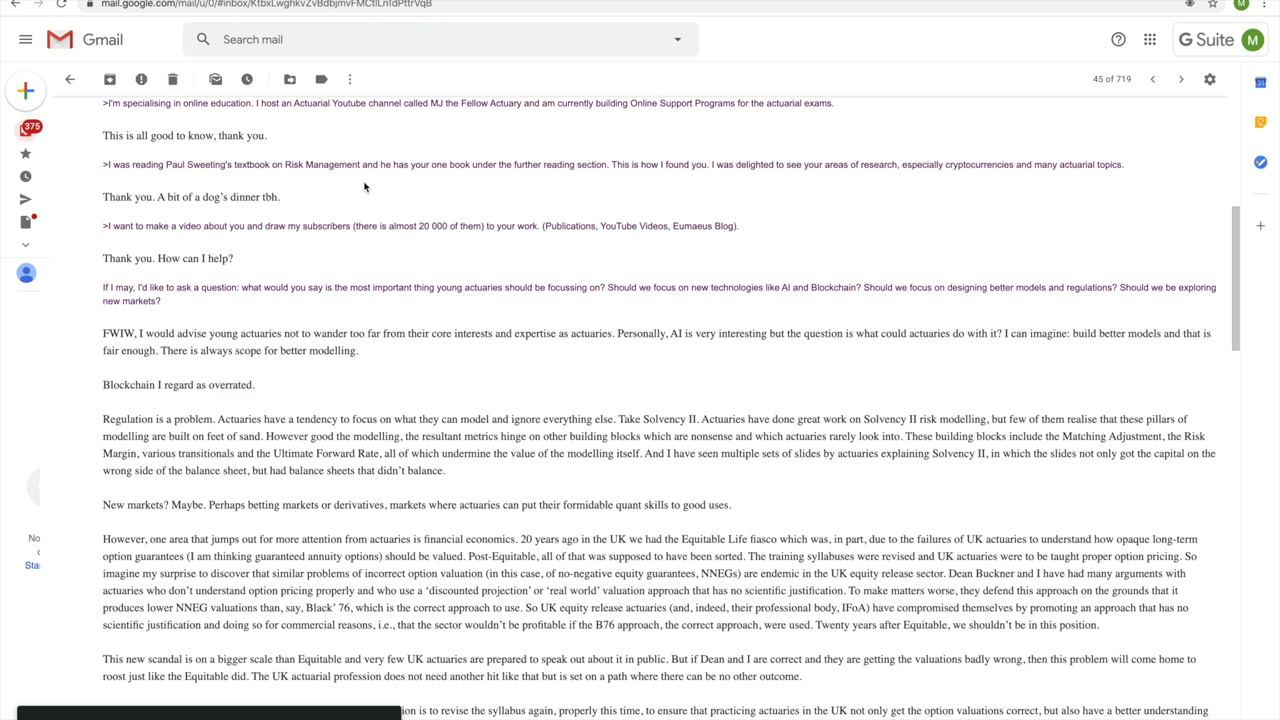 mail.google.com/mail/u/0/#inbox/KtbxLwghkvZvBdbjmvFMCtlLnTdPttrVqB
M
Gmail
Search mail
G Suite
M
45 of 719
375
31
>I'm specialising in online education. I host an Actuarial Youtube channel called MJ the Fellow Actuary and am currently building Online Support Programs for the actuarial exams.
This is all good to know, thank you.
>I was reading Paul Sweeting's textbook on Risk Management and he has your one book under the further reading section. This is how I found you. I was delighted to see your areas of research, especially cryptocurrencies and many actuarial topics.
Thank you. A bit of a dog's dinner tbh.
>I want to make a video about you and draw my subscribers (there is almost 20 000 of them) to your work. (Publications, YouTube Videos, Eumaeus Blog).
Thank you. How can I help?
If I may, I'd like to ask a question: what would you say is the most important thing young actuaries should be focussing on? Should we focus on new technologies like AI and Blockchain? Should we focus on designing better models and regulations? Should we be exploring
new markets?
FWIW, I would advise young actuaries not to wander too far from their core interests and expertise as actuaries. Personally, AI is very interesting but the question is what could actuaries do with it? I can imagine: build better models and that is
fair enough. There is always scope for better modelling.
Blockchain I regard as overrated.
Regulation is a problem. Actuaries have a tendency to focus on what they can model and ignore everything else. Take Solvency II. Actuaries have done great work on Solvency II risk modelling, but few of them realise that these pillars of
modelling are built on feet of sand. However good the modelling, the resultant metrics hinge on other building blocks which are nonsense and which actuaries rarely look into. These building blocks include the Matching Adjustment, the Risk
Margin, various transitionals and the Ultimate Forward Rate, all of which undermine the value of the modelling itself. And I have seen multiple sets of slides by actuaries explaining Solvency II, in which the slides not only got the capital on the
wrong side of the balance sheet, but had balance sheets that didn't balance.
New markets? Maybe. Perhaps betting markets or derivatives, markets where actuaries can put their formidable quant skills to good uses.
However, one area that jumps out for more attention from actuaries is financial economics. 20 years ago in the UK we had the Equitable Life fiasco which was, in part, due to the failures of UK actuaries to understand how opaque long-term
option guarantees (I am thinking guaranteed annuity options) should be valued. Post-Equitable, all of that was supposed to have been sorted. The training syllabuses were revised and UK actuaries were to be taught proper option pricing. So
imagine my surprise to discover that similar problems of incorrect option valuation (in this case, of no-negative equity guarantees, NNEGs) are endemic in the UK equity release sector. Dean Buckner and I have had many arguments with
actuaries who don't understand option pricing properly and who use a 'discounted projection' or 'real world' valuation approach that has no scientific justification. To make matters worse, they defend this approach on the grounds that it
produces lower NNEG valuations than, say, Black' 76, which is the correct approach to use. So UK equity release actuaries (and, indeed, their professional body, IFoA) have compromised themselves by promoting an approach that has no
scientific justification and doing so for commercial reasons, i.e., that the sector wouldn't be profitable if the B76 approach, the correct approach, were used. Twenty years after Equitable, we shouldn't be in this position.
This new scandal is on a bigger scale than Equitable and very few UK actuaries are prepared to speak out about it in public. But if Dean and I are correct and they are getting the valuations badly wrong, then this problem will come home to
roost just like the Equitable did. The UK actuarial profession does not need another hit like that but is set on a path where there can be no other outcome.
No
Star
is to revise the syllabus again, properly this time, to ensure that practicing actuaries in the UK not only get the option valuations correct, but also have a better understanding